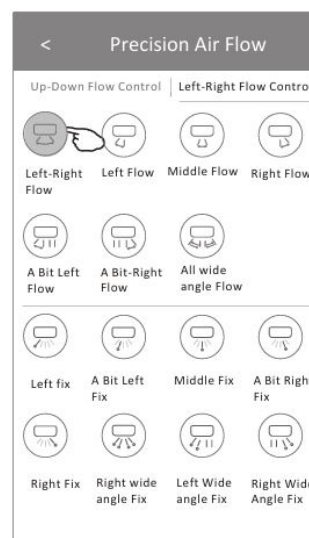 < Precision Air Flow
Up-Down Flow Control Left-Right Flow Contro
Left-Right Left Flow Middle Flow Right Flow
Flow
A Bit Left A Bit-Right All wide
Flow Flow angle Flow
Left fix A Bit Left Middle Fix A Bit Righ
Fix Fix
Right Fix Right wide Left Wide Right Wide
angle Fix angle Fix Angle Fix